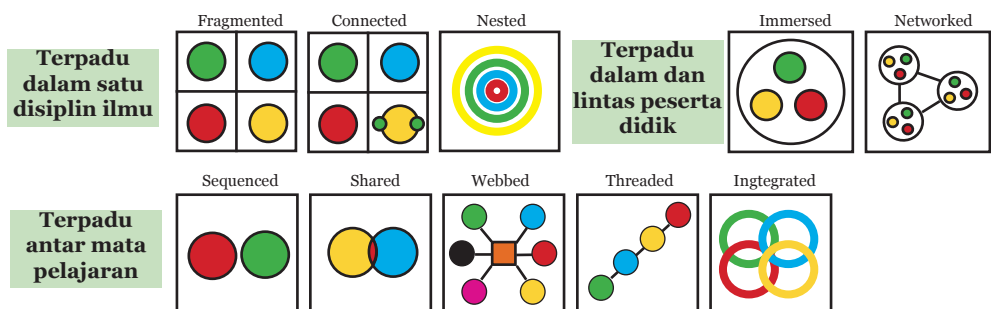 Fragmented
Connected
Nested
Terpadu
dalam satu
disiplin ilmu
Immersed
Networked
Terpadu
dalam dan
lintas peserta
didik
Sequenced
Shared
Webbed
Threaded
Ingtegrated
Terpadu
antar mata
pelajaran